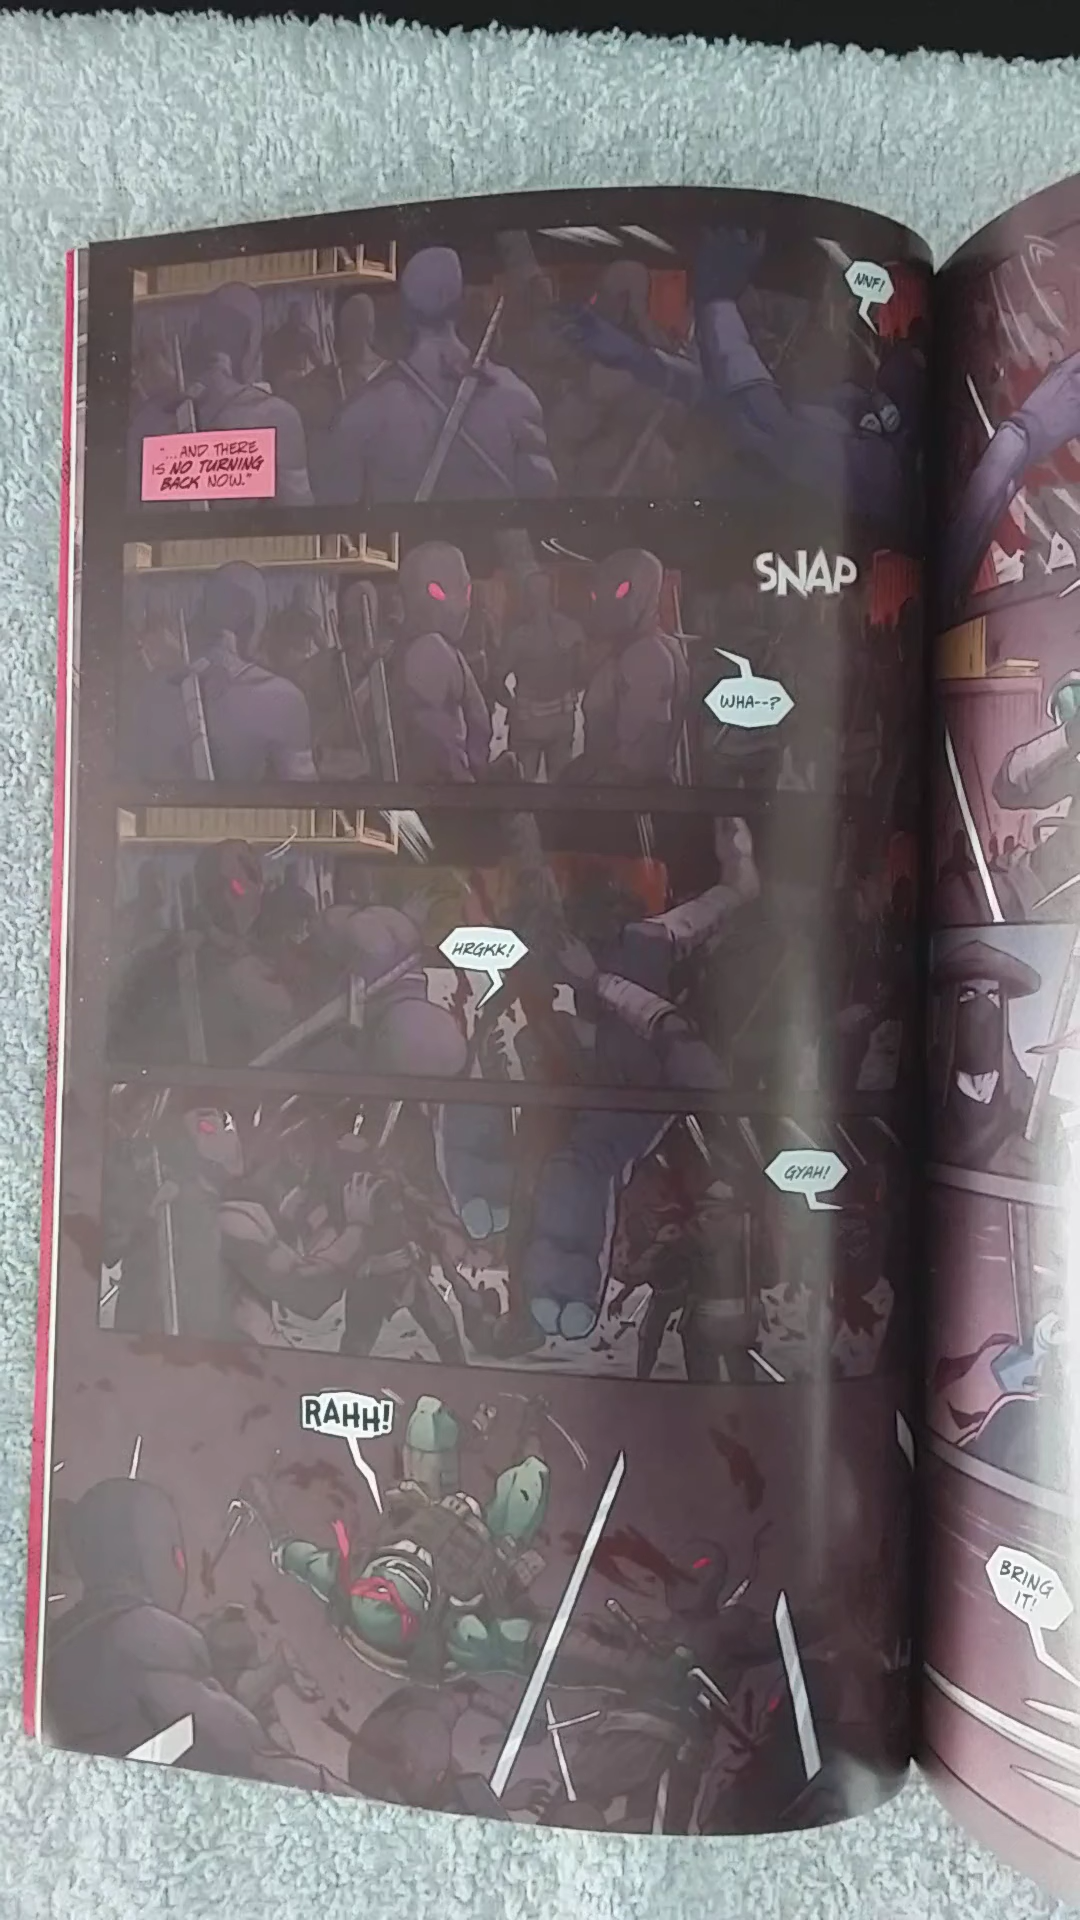 NNF!
"...AND THERE
IS NO TURNING
BACK NOW."
SNAP
WHA--?
HRGKK!
GYAH!
RAHH!
BRING
IT!